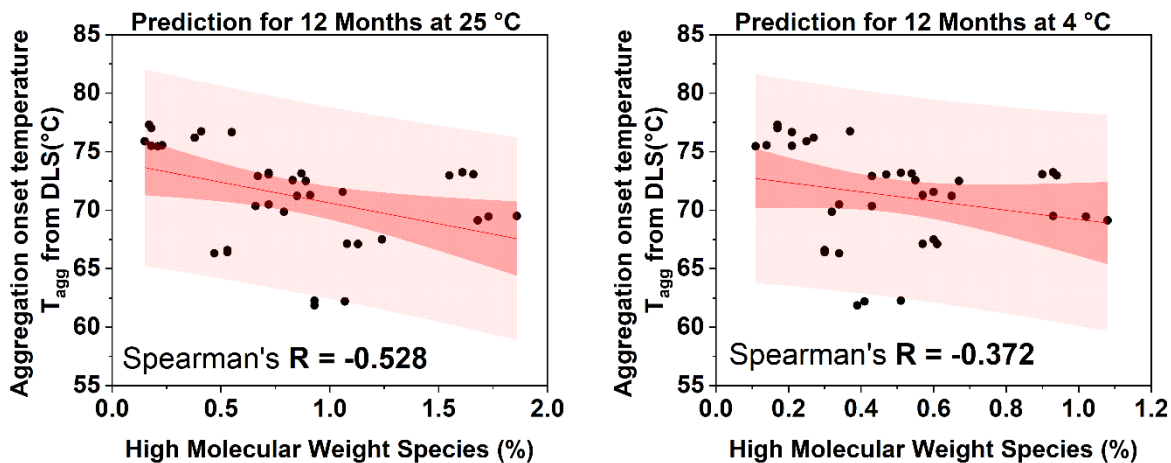 Prediction for 12 Months at 25 °C
Aggregation onset temperature
Tagg from DLS(°C)
85
80
75
70
65
60
55
Spearman's R = -0.528
0.0 0.5 1.0 1.5 2.0
High Molecular Weight Species (%)
Prediction for 12 Months at 4 °C
Aggregation onset temperature
Tagg from DLS(°C)
85
80
75
70
65
60
55
Spearman's R = -0.372
0.0 0.2 0.4 0.6 0.8 1.0 1.2
High Molecular Weight Species (%)